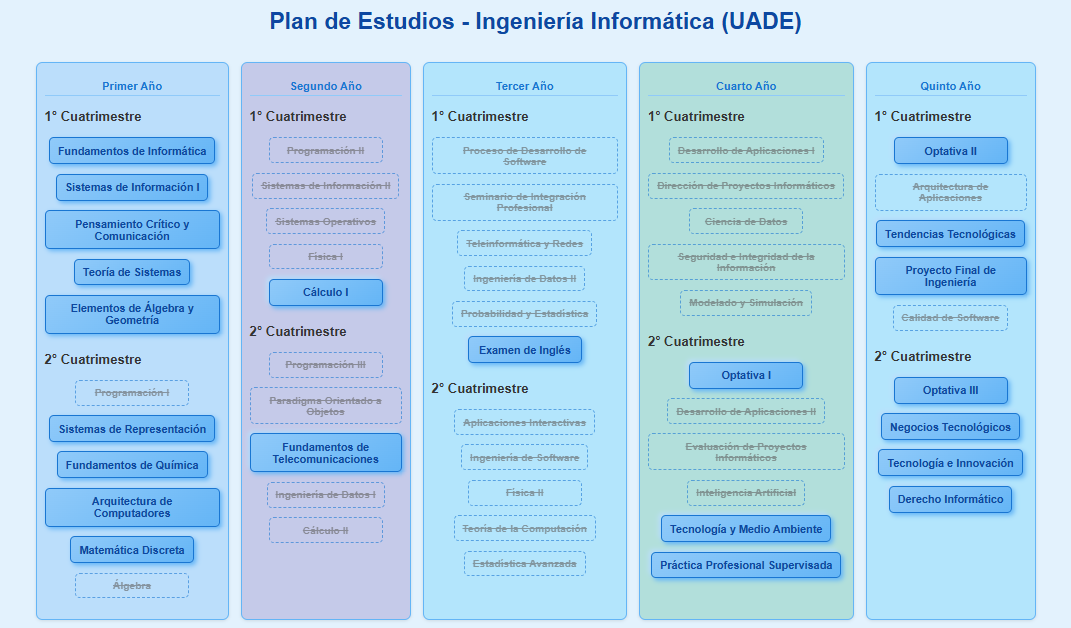 Plan de Estudios - Ingeniería Informática (UADE)
Primer Año
1° Cuatrimestre
Fundamentos de Informática
Sistemas de Información I
Pensamiento Crítico y
Comunicación
Teoría de Sistemas
Elementos de Álgebra y
Geometría
2° Cuatrimestre
Programación I
Sistemas de Representación
Fundamentos de Química
Arquitectura de
Computadores
Matemática Discreta
Álgebra
Segundo Año
1° Cuatrimestre
Programación II
Sistemas de Información II
Sistemas Operativos
Física I
Cálculo I
2° Cuatrimestre
Programación III
Paradigma Orientado a
Objetos
Fundamentos de
Telecomunicaciones
Ingeniería de Datos I
Cálculo II
Tercer Año
1° Cuatrimestre
Proceso de Desarrollo de
Software
Seminario de Integración
Profesional
Teleinformática y Redes
Ingeniería de Datos II
Probabilidad y Estadística
Examen de Inglés
2° Cuatrimestre
Aplicaciones Interactivas
Ingeniería de Software
Física II
Teoría de la Computación
Estadística Avanzada
Cuarto Año
1° Cuatrimestre
Desarrollo de Aplicaciones I
Dirección de Proyectos Informáticos
Ciencia de Datos
Seguridad e Integridad de la
Información
Modelado y Simulación
2° Cuatrimestre
Optativa I
Desarrollo de Aplicaciones II
Evaluación de Proyectos
Informáticos
Inteligencia Artificial
Tecnología y Medio Ambiente
Práctica Profesional Supervisada
Quinto Año
1° Cuatrimestre
Optativa II
Arquitectura de
Aplicaciones
Tendencias Tecnológicas
Proyecto Final de
Ingeniería
Calidad de Software
2° Cuatrimestre
Optativa III
Negocios Tecnológicos
Tecnología e Innovación
Derecho Informático